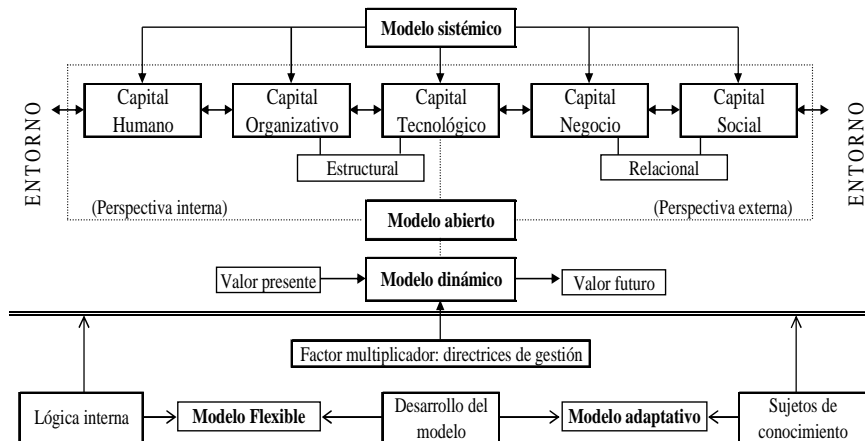 Modelo sistémico
ENTORNO
Capital
Humano
Capital
Organizativo
Capital
Tecnológico
Capital
Negocio
Capital
Social
ENTORNO
Estructural
Relacional
(Perspectiva interna)
(Perspectiva externa)
Modelo abierto
Valor presente
Modelo dinámico
Valor futuro
Factor multiplicador: directrices de gestión
Lógica interna
Modelo Flexible
Desarrollo del
modelo
Modelo adaptativo
Sujetos de
conocimiento